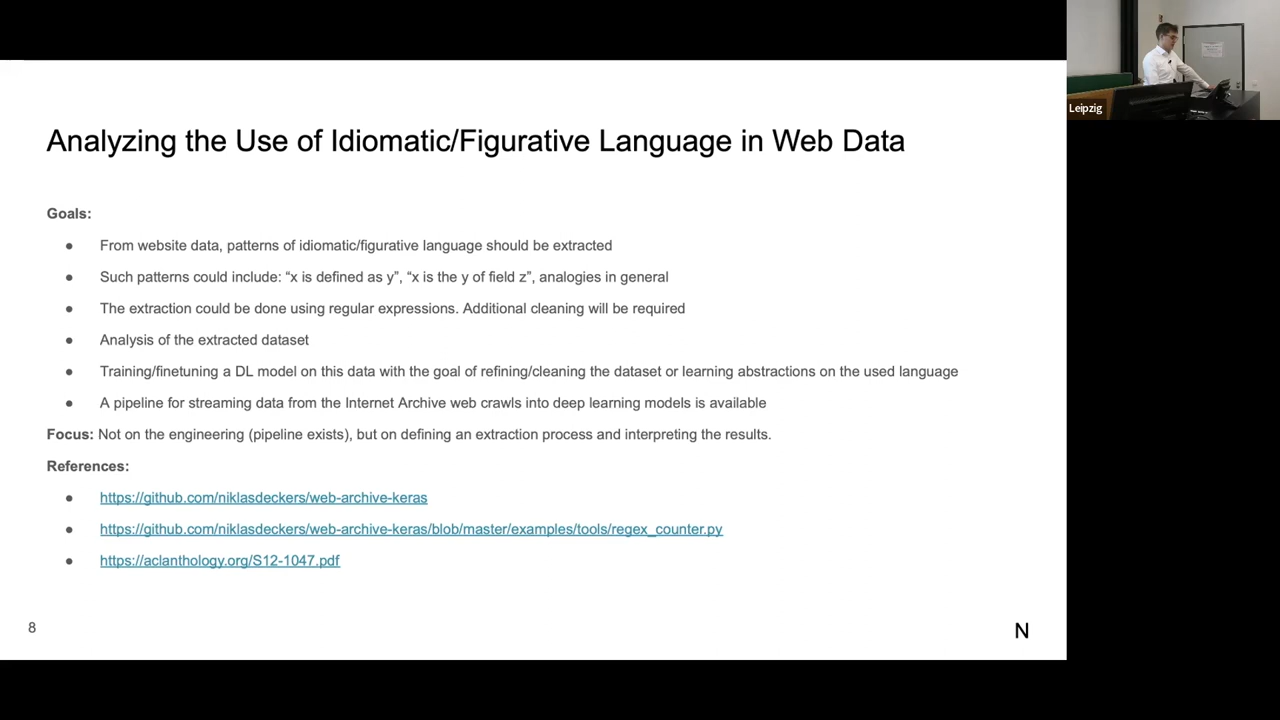 Analyzing the Use of Idiomatic/Figurative Language in Web Data
Goals:
● From website data, patterns of idiomatic/figurative language should be extracted
● Such patterns could include: “x is defined as y”, “x is the y of field z”, analogies in general
● The extraction could be done using regular expressions. Additional cleaning will be required
● Analysis of the extracted dataset
● Training/finetuning a DL model on this data with the goal of refining/cleaning the dataset or learning abstractions on the used language
● A pipeline for streaming data from the Internet Archive web crawls into deep learning models is available
Focus: Not on the engineering (pipeline exists), but on defining an extraction process and interpreting the results.
References:
● https://github.com/niklasdeckers/web-archive-keras
● https://github.com/niklasdeckers/web-archive-keras/blob/master/examples/tools/regex_counter.py
● https://aclanthology.org/S12-1047.pdf
8
N
Leipzig